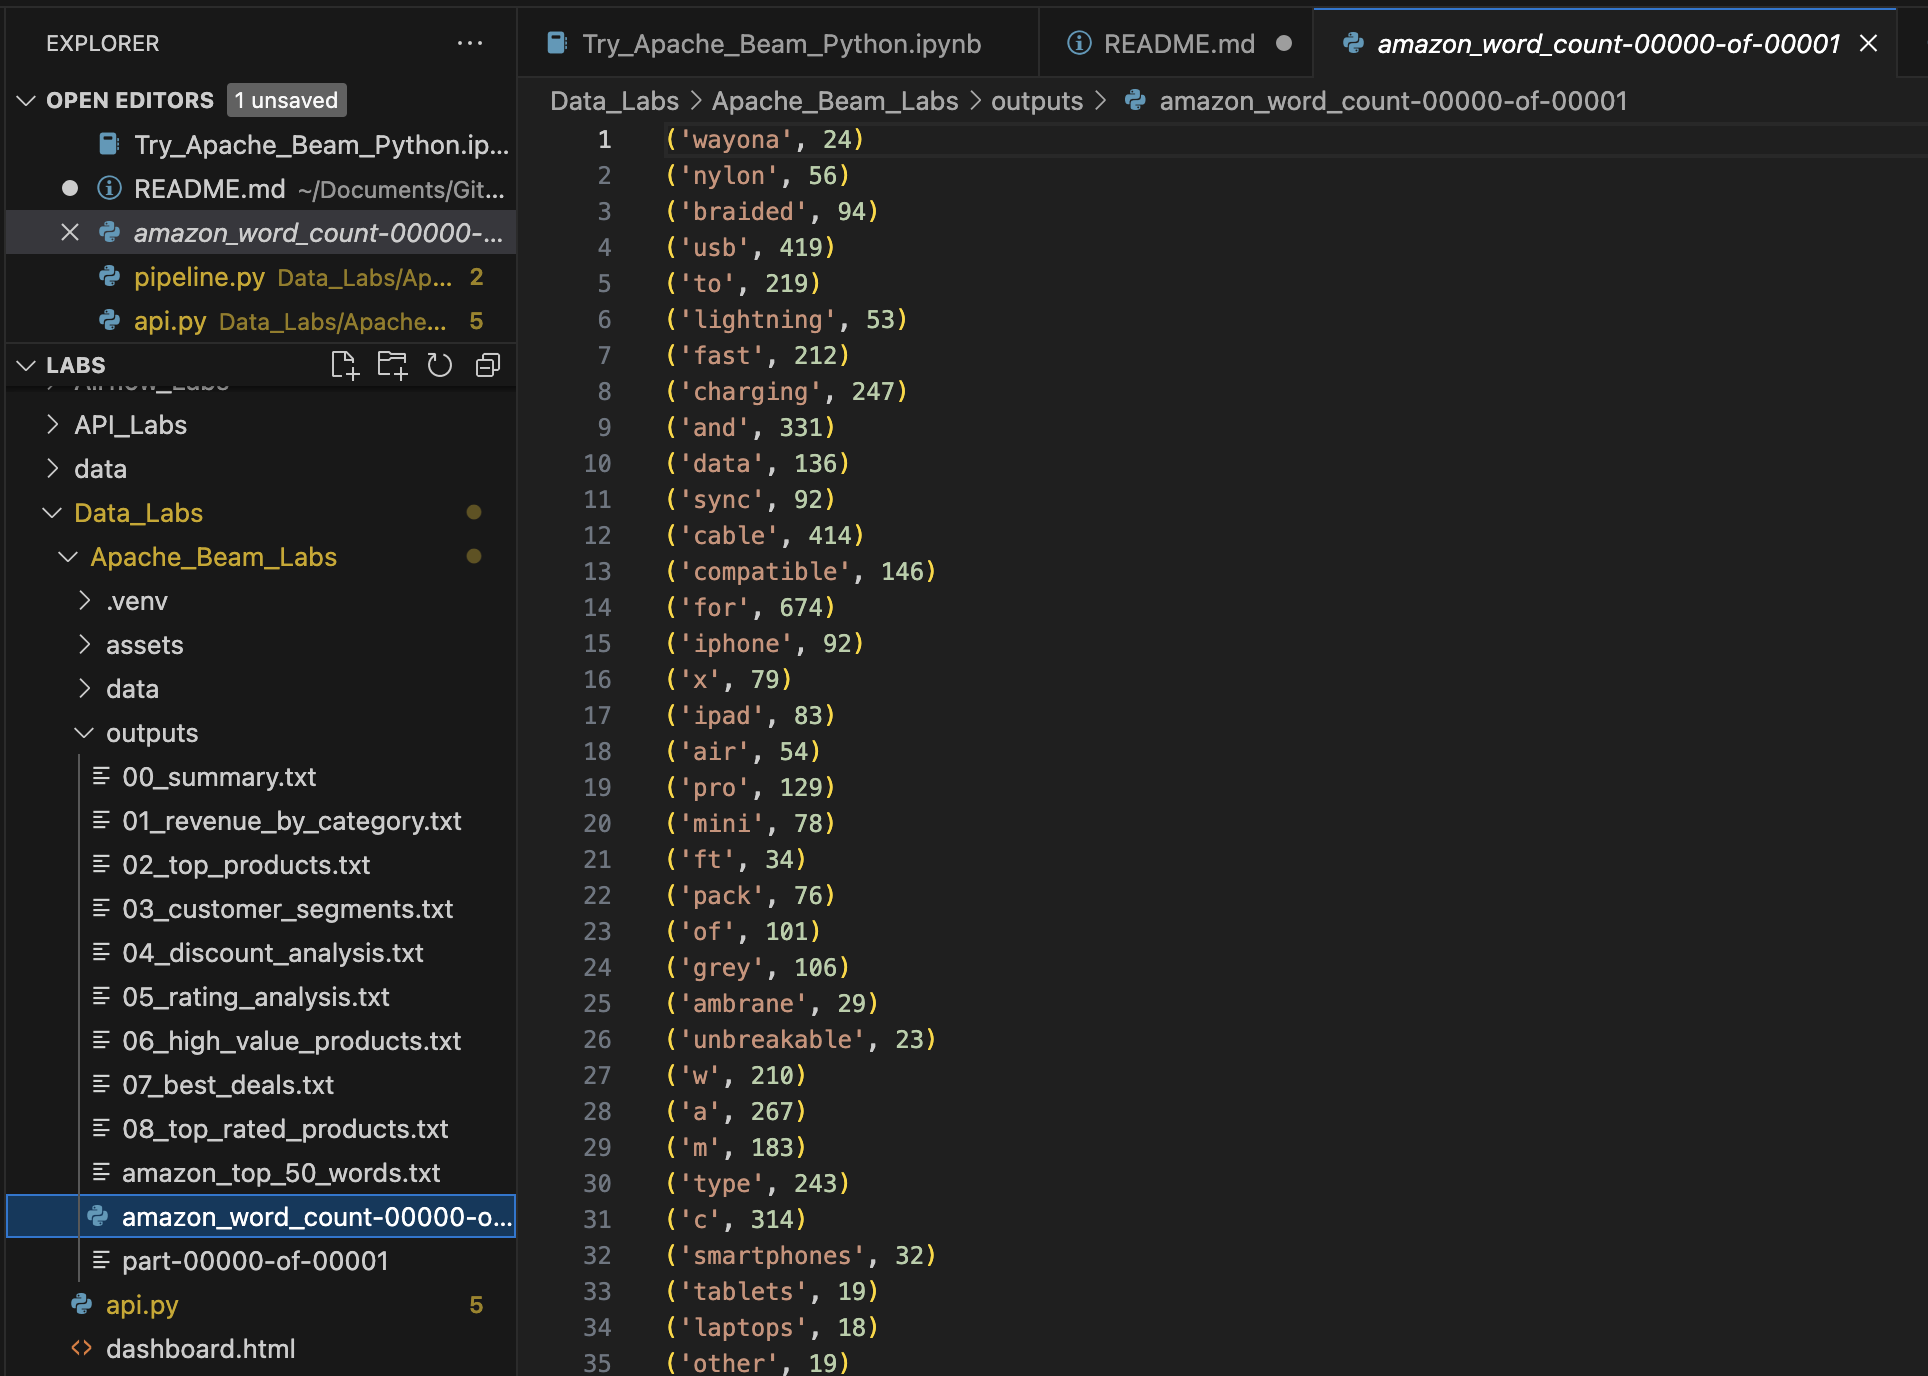 EXPLORER
OPEN EDITORS 1 unsaved
Try_Apache_Beam_Python.ip...
README.md ~/Documents/Git...
amazon_word_count-00000-...
pipeline.py Data_Labs/Ap... 2
api.py Data_Labs/Apache... 5
LABS
API_Labs
data
Data_Labs
Apache_Beam_Labs
.venv
assets
data
outputs
00_summary.txt
01_revenue_by_category.txt
02_top_products.txt
03_customer_segments.txt
04_discount_analysis.txt
05_rating_analysis.txt
06_high_value_products.txt
07_best_deals.txt
08_top_rated_products.txt
amazon_top_50_words.txt
amazon_word_count-00000-o...
part-00000-of-00001
api.py 5
dashboard.html
Try_Apache_Beam_Python.ipynb
README.md
amazon_word_count-00000-of-00001
Data_Labs > Apache_Beam_Labs > outputs > amazon_word_count-00000-of-00001
1 ('wayona', 24)
2 ('nylon', 56)
3 ('braided', 94)
4 ('usb', 419)
5 ('to', 219)
6 ('lightning', 53)
7 ('fast', 212)
8 ('charging', 247)
9 ('and', 331)
10 ('data', 136)
11 ('sync', 92)
12 ('cable', 414)
13 ('compatible', 146)
14 ('for', 674)
15 ('iphone', 92)
16 ('x', 79)
17 ('ipad', 83)
18 ('air', 54)
19 ('pro', 129)
20 ('mini', 78)
21 ('ft', 34)
22 ('pack', 76)
23 ('of', 101)
24 ('grey', 106)
25 ('ambrane', 29)
26 ('unbreakable', 23)
27 ('w', 210)
28 ('a', 267)
29 ('m', 183)
30 ('type', 243)
31 ('c', 314)
32 ('smartphones', 32)
33 ('tablets', 19)
34 ('laptops', 18)
35 ('other', 19)